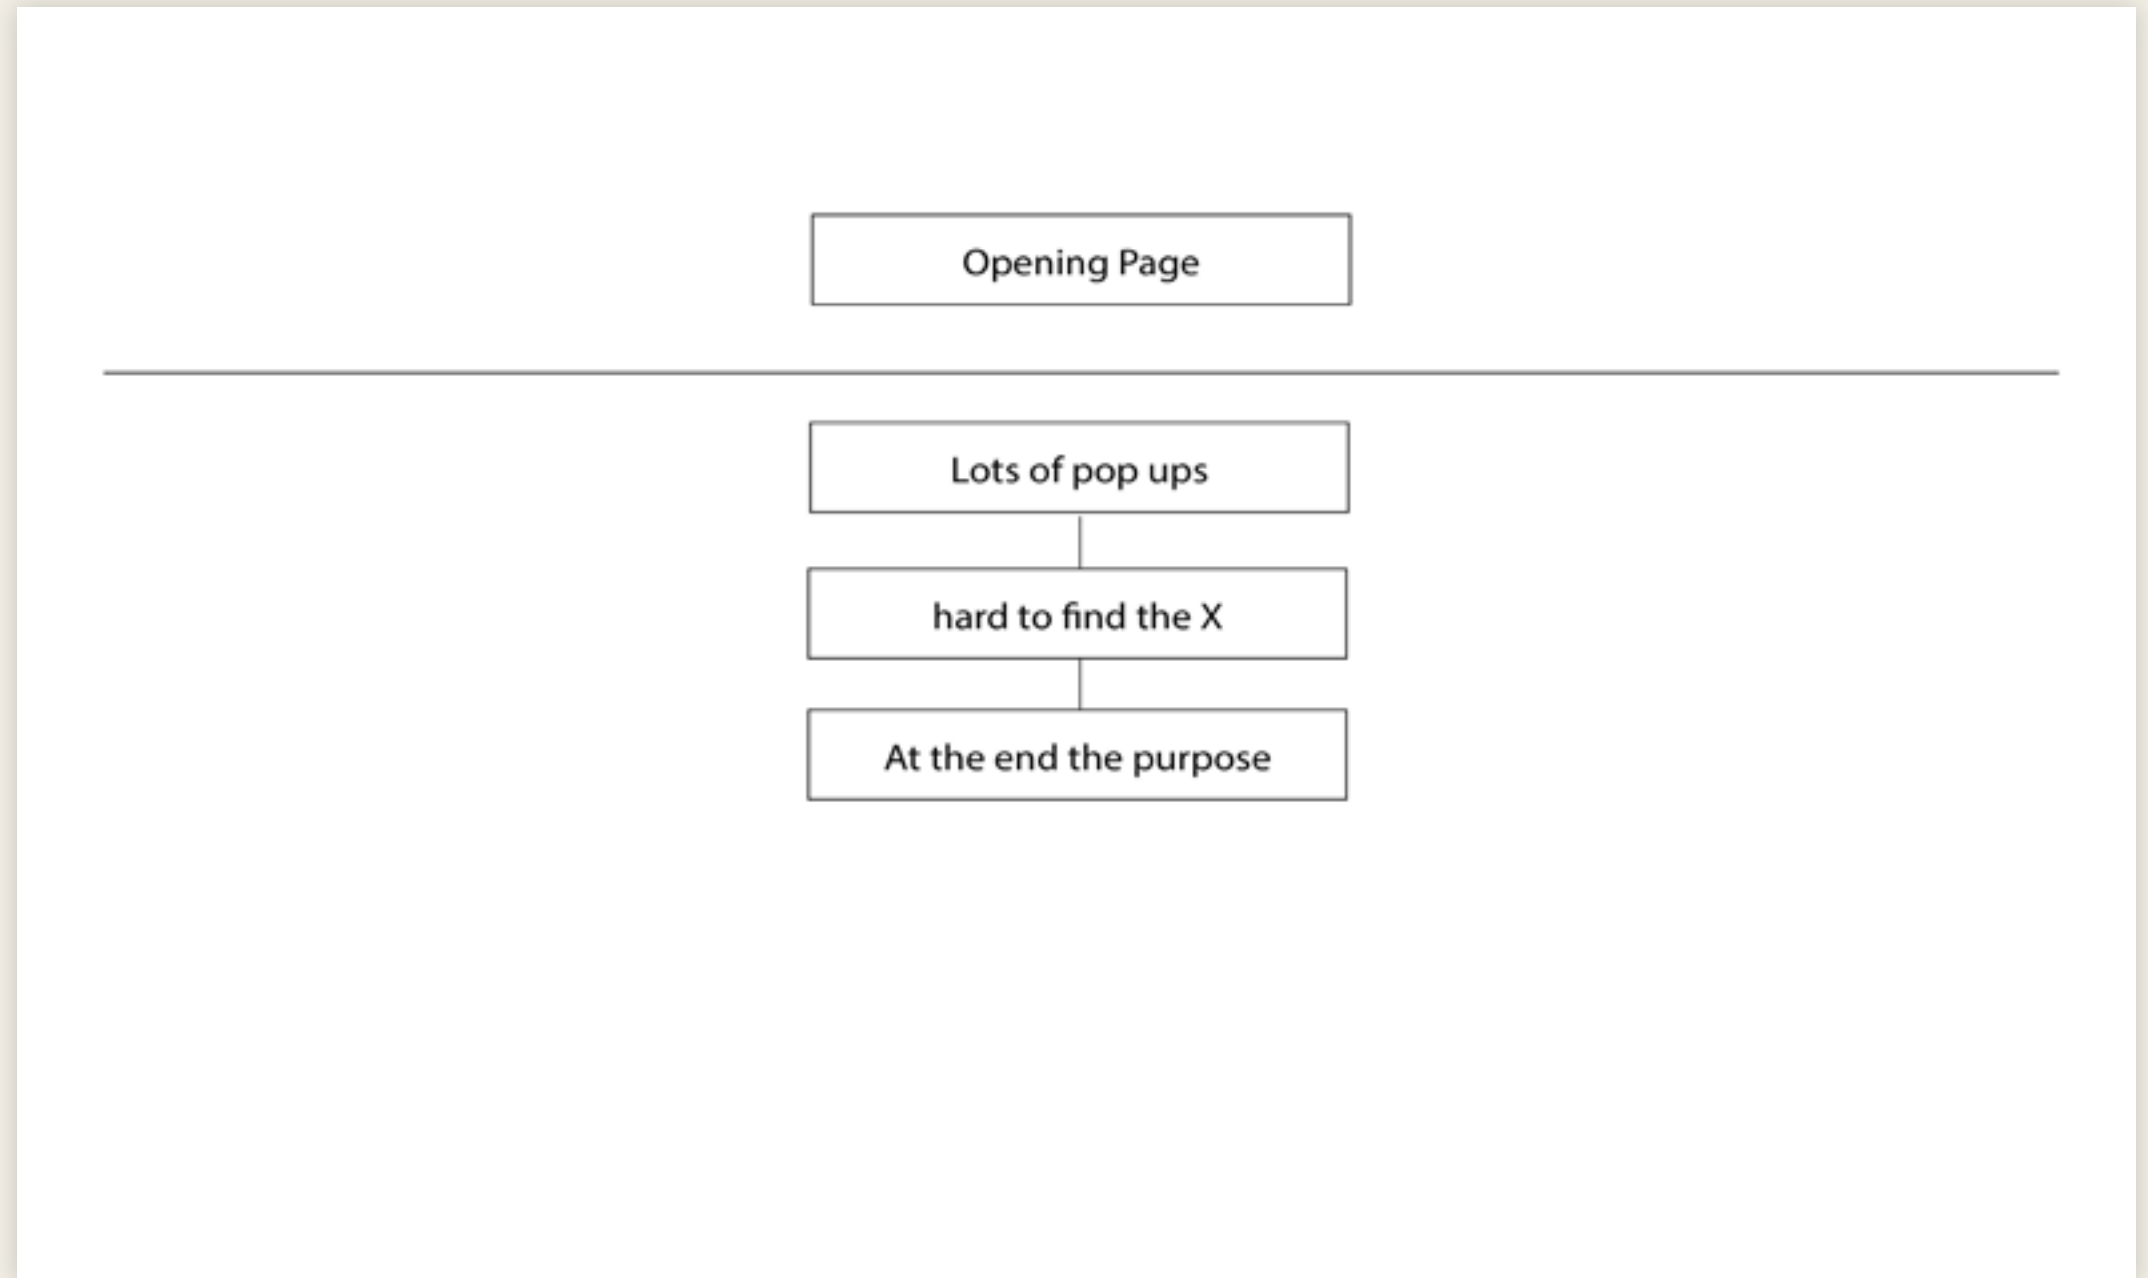 Opening Page
Lots of pop ups
hard to find the X
At the end the purpose